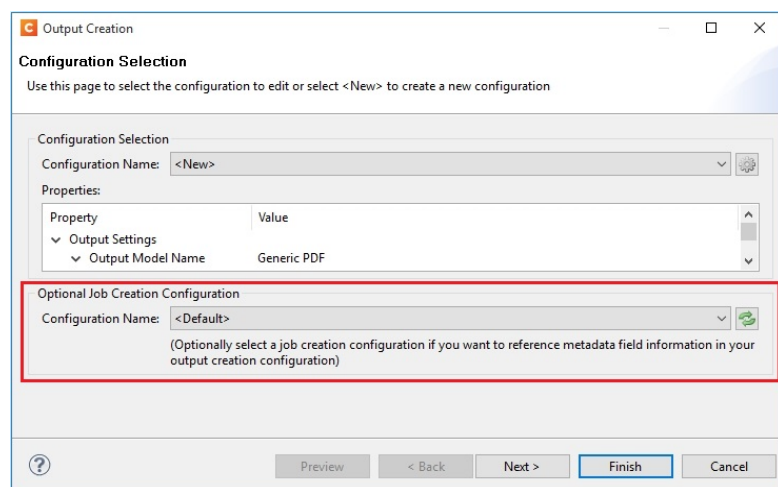 C Output Creation
Configuration Selection
Use this page to select the configuration to edit or select <New> to create a new configuration
Configuration Selection
Configuration Name: <New>
Properties:
Property Value
Output Settings
Output Model Name Generic PDF
Optional Job Creation Configuration
Configuration Name: <Default>
(Optionally select a job creation configuration if you want to reference metadata field information in your
output creation configuration)
? Preview < Back Next > Finish Cancel